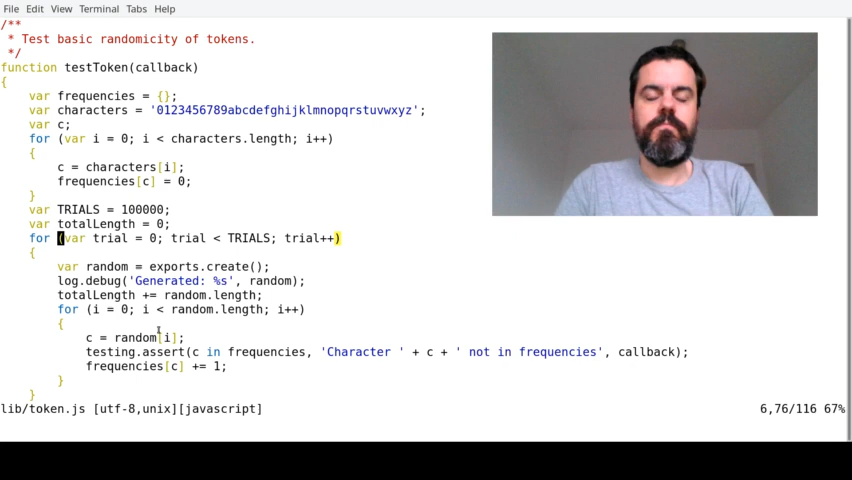 File Edit View Terminal Tabs Help
/**
 * Test basic randomicity of tokens.
 */
function testToken(callback)
{
    var frequencies = {};
    var characters = '0123456789abcdefghijklmnopqrstuvwxyz';
    var c;
    for (var i = 0; i < characters.length; i++)
    {
        c = characters[i];
        frequencies[c] = 0;
    }
    var TRIALS = 100000;
    var totalLength = 0;
    for (var trial = 0; trial < TRIALS; trial++)
    {
        var random = exports.create();
        log.debug('Generated: %s', random);
        totalLength += random.length;
        for (i = 0; i < random.length; i++)
        {
            c = random[i];
            testing.assert(c in frequencies, 'Character ' + c + ' not in frequencies', callback);
            frequencies[c] += 1;
        }
    }
lib/token.js [utf-8,unix][javascript] 6,76/116 67%